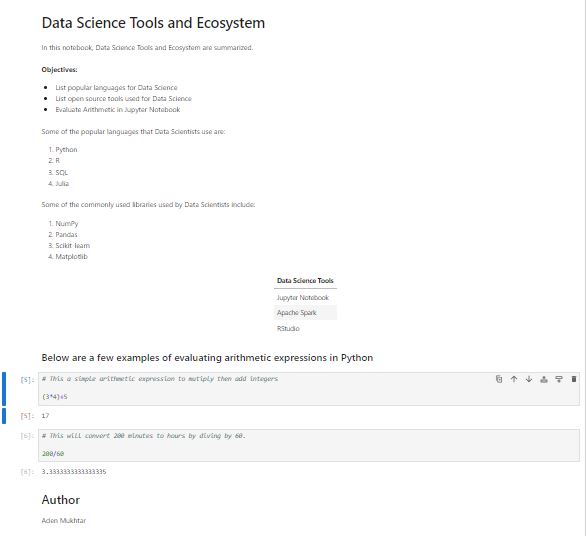 Data Science Tools and Ecosystem
In this notebook, Data Science Tools and Ecosystem are summarized.
Objectives:
• List popular languages for Data Science
• List open source tools used for Data Science
• Evaluate Arithmetic in Jupyter Notebook
Some of the popular languages that Data Scientists use are:
1. Python
2. R
3. SQL
4. Julia
Some of the commonly used libraries used by Data Scientists include:
1. NumPy
2. Pandas
3. Scikit-learn
4. Matplotlib
Data Science Tools
Jupyter Notebook
Apache Spark
RStudio
Below are a few examples of evaluating arithmetic expressions in Python
[5]: # This a simple arithmetic expression to mutiply then add integers
(3*4)+5
[5]: 17
[6]: # This will convert 200 minutes to hours by diving by 60.
200/60
[6]: 3.3333333333333335
Author
Aden Mukhtar